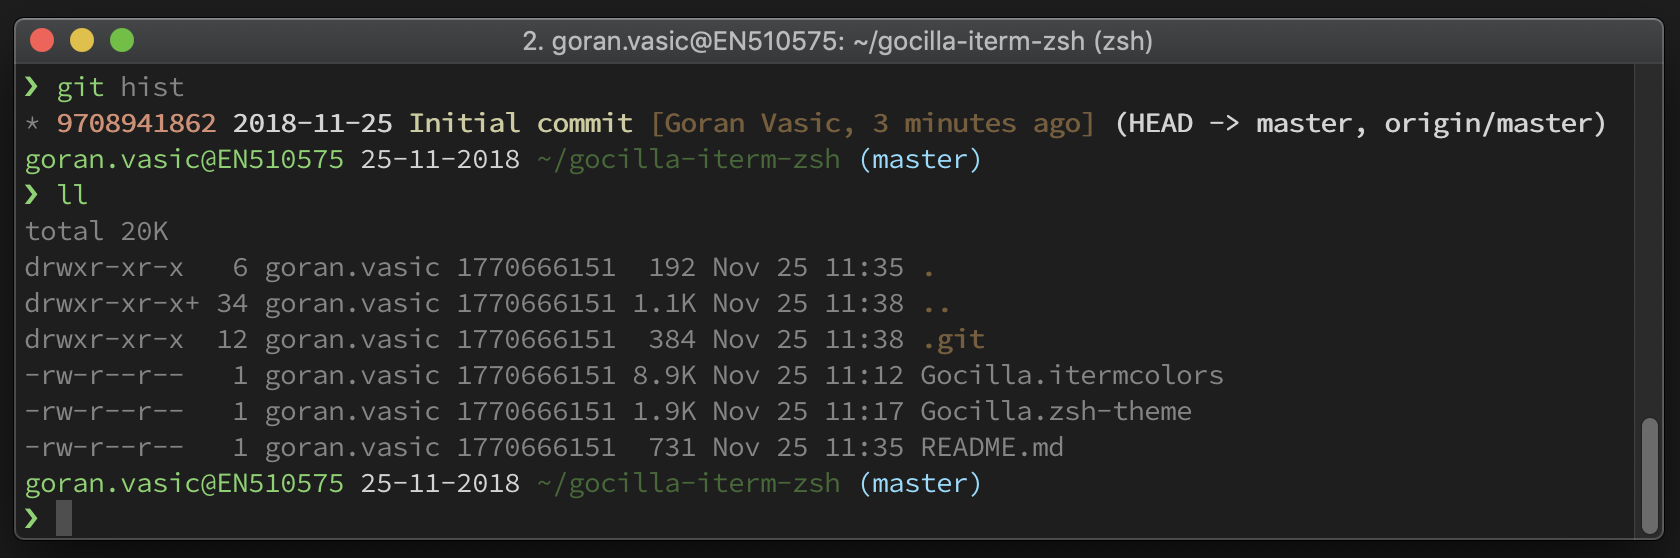 2. goran.vasic@EN510575: ~/gocilla-iterm-zsh (zsh)
❯ git hist
* 9708941862 2018-11-25 Initial commit [Goran Vasic, 3 minutes ago] (HEAD -> master, origin/master)
goran.vasic@EN510575 25-11-2018 ~/gocilla-iterm-zsh (master)
❯ ll
total 20K
drwxr-xr-x   6 goran.vasic 1770666151  192 Nov 25 11:35 .
drwxr-xr-x+ 34 goran.vasic 1770666151 1.1K Nov 25 11:38 ..
drwxr-xr-x  12 goran.vasic 1770666151  384 Nov 25 11:38 .git
-rw-r--r--   1 goran.vasic 1770666151 8.9K Nov 25 11:12 Gocilla.itermcolors
-rw-r--r--   1 goran.vasic 1770666151 1.9K Nov 25 11:17 Gocilla.zsh-theme
-rw-r--r--   1 goran.vasic 1770666151  731 Nov 25 11:35 README.md
goran.vasic@EN510575 25-11-2018 ~/gocilla-iterm-zsh (master)
❯